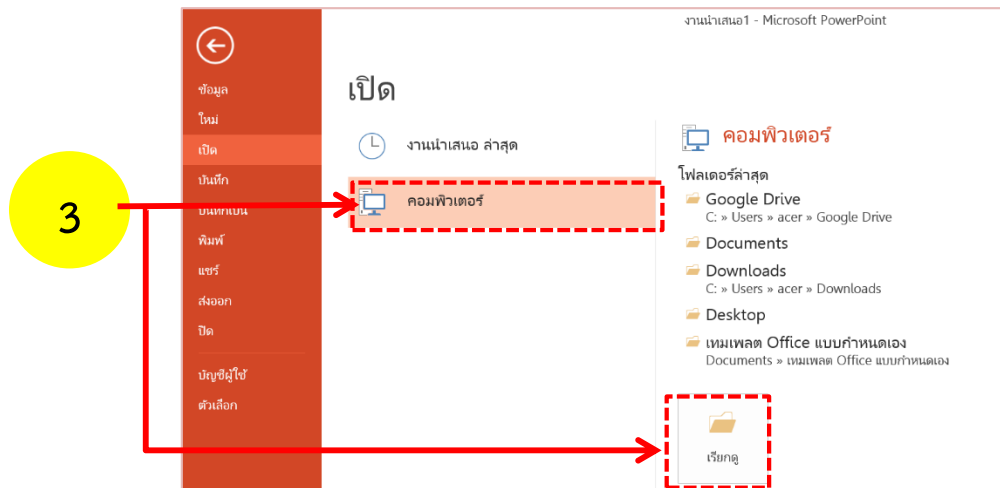 งานนำเสนอ1 - Microsoft PowerPoint
ข้อมูล
ใหม่
เปิด
บันทึก
บันทึกเป็น
พิมพ์
แชร์
ส่งออก
ปิด
บัญชีผู้ใช้
ตัวเลือก
3
เปิด
งานนำเสนอ ล่าสุด
คอมพิวเตอร์
คอมพิวเตอร์
โฟลเดอร์ล่าสุด
Google Drive
C: » Users » acer » Google Drive
Documents
Downloads
C: » Users » acer » Downloads
Desktop
เทมเพลต Office แบบกำหนดเอง
Documents » เทมเพลต Office แบบกำหนดเอง
เรียกดู